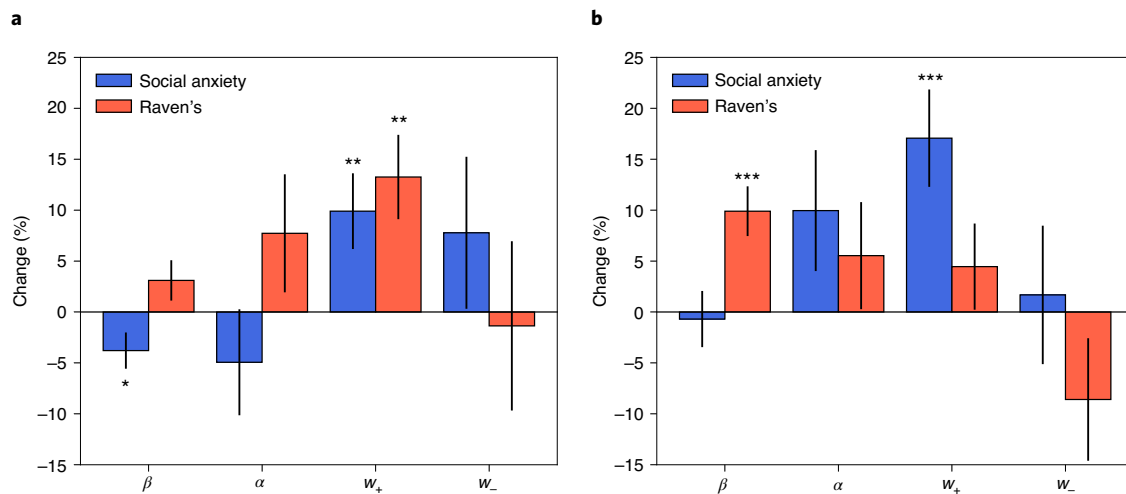 a
25
20
15
10
5
0
–5
–10
–15
Change (%)
Social anxiety
Raven's
*
**
**
β
α
w+
w–
b
25
20
15
10
5
0
–5
–10
–15
Change (%)
Social anxiety
Raven's
***
***
β
α
w+
w–